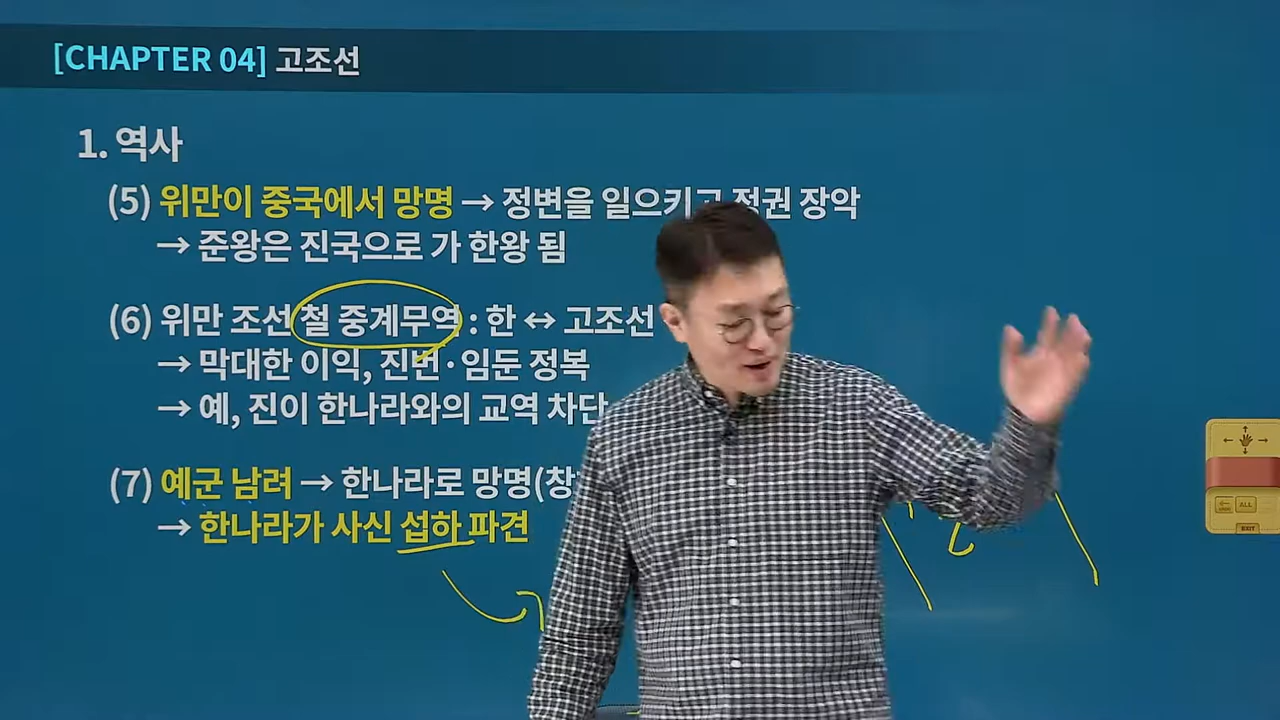 [CHAPTER 04] 고조선
1. 역사
(5) 위만이 중국에서 망명 → 정변을 일으키고 정권 장악
→ 준왕은 진국으로 가 한왕 됨
(6) 위만 조선 철 중계무역 : 한 ↔ 고조선
→ 막대한 이익, 진번·임둔 정복
→ 예, 진이 한나라와의 교역 차단
(7) 예군 남려 → 한나라로 망명(창
→ 한나라가 사신 섭하 파견
ALL
EXIT